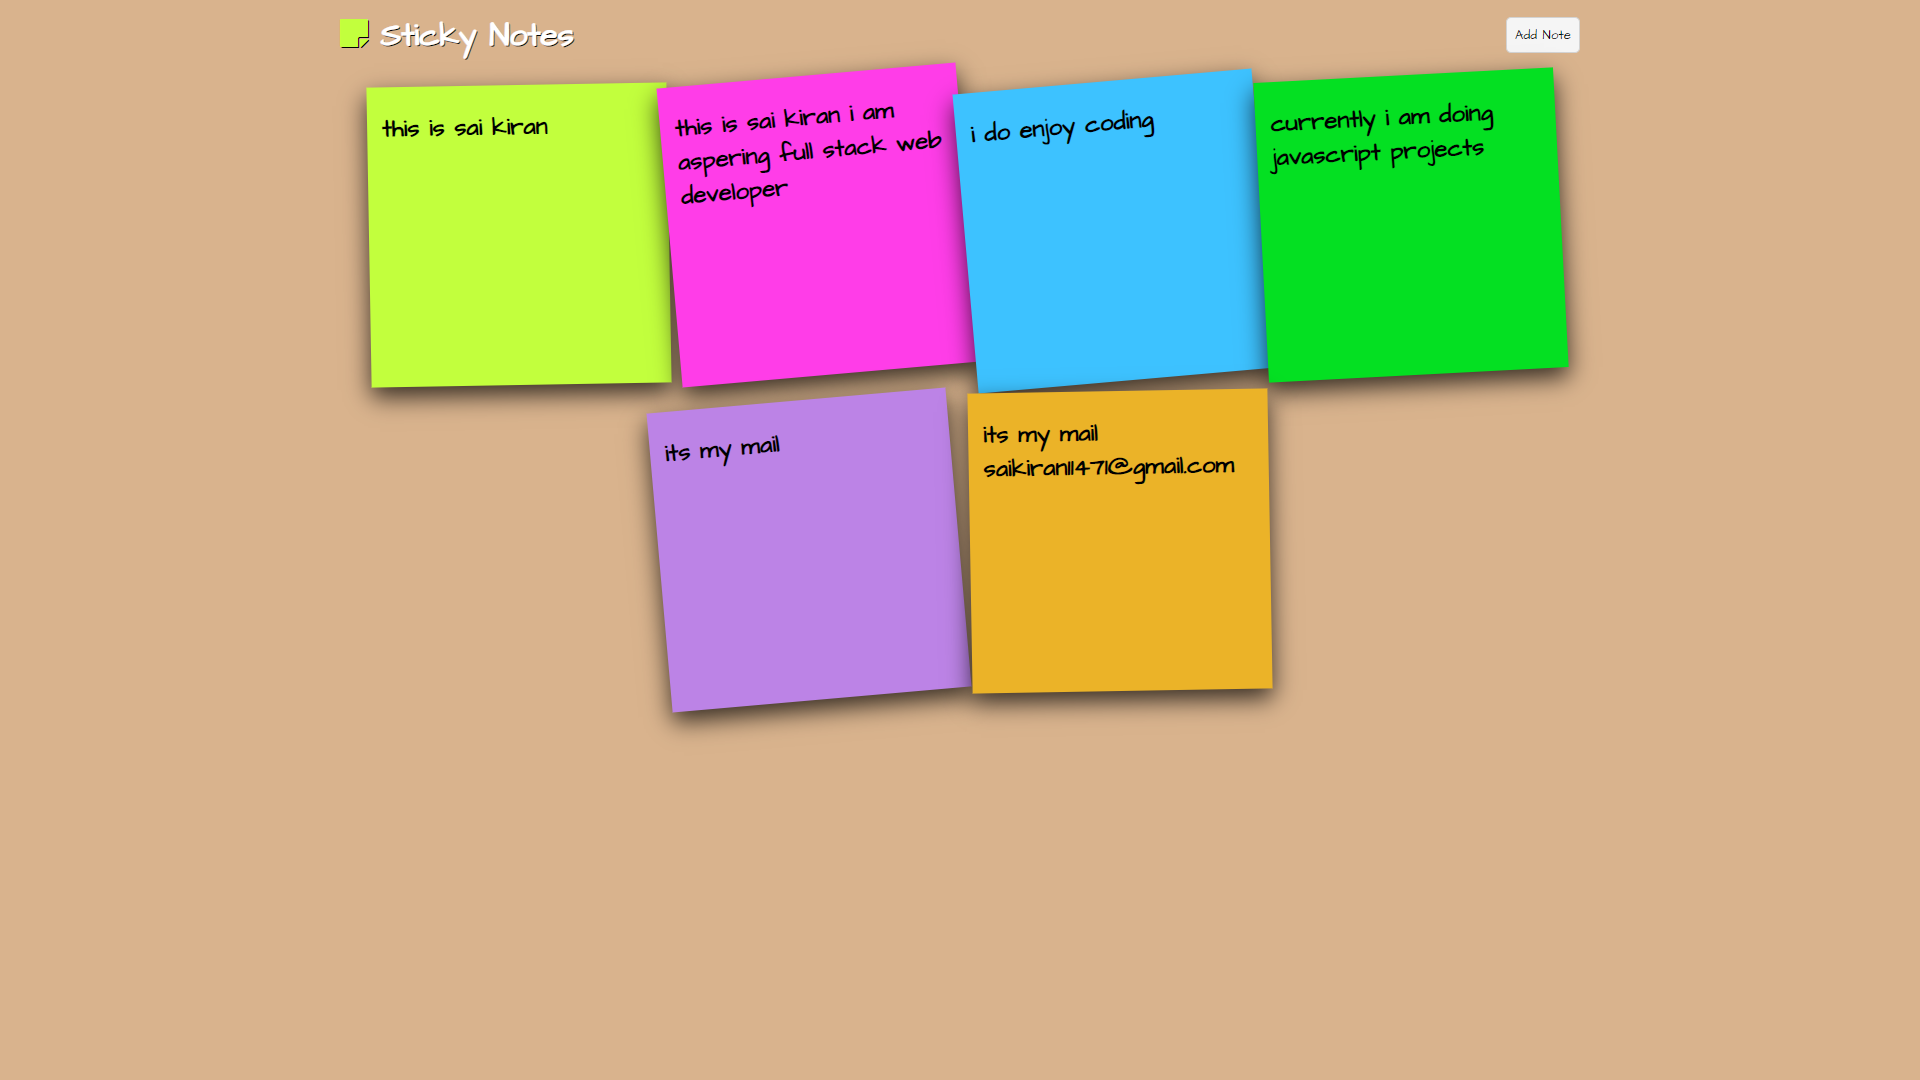 Sticky Notes
Add Note
this is sai kiran
this is sai kiran i am
aspering full stack web
developer
i do enjoy coding
currently i am doing
javascript projects
its my mail
its my mail
saikiran11471@gmail.com